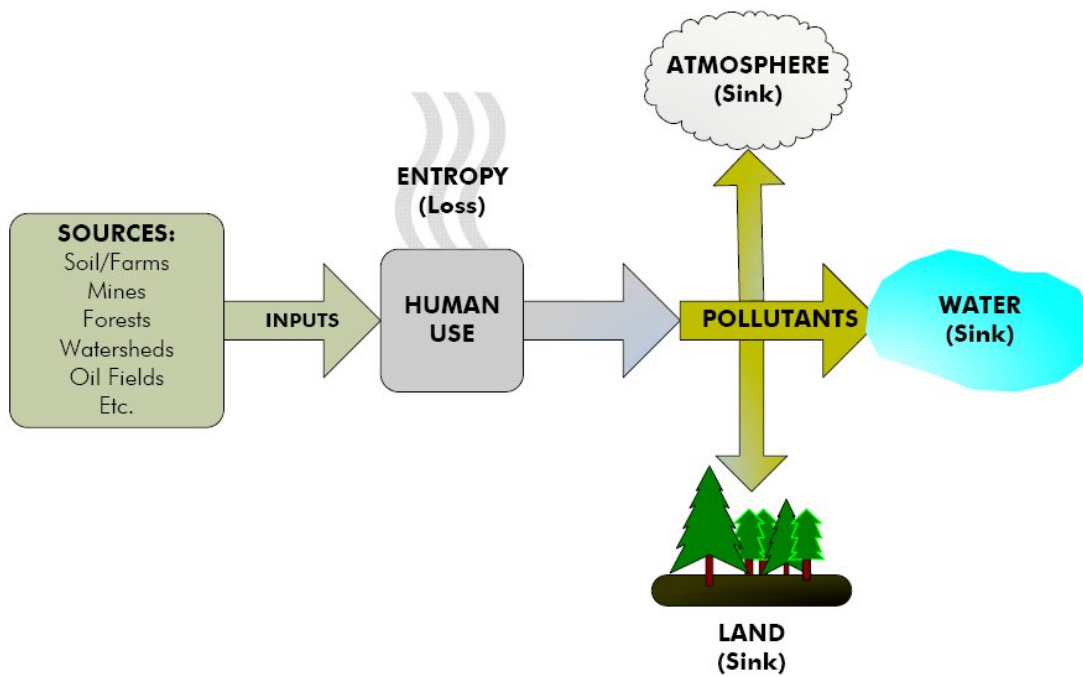 ATMOSPHERE
(Sink)
ENTROPY
(Loss)
SOURCES:
Soil/Farms
Mines
Forests
Watersheds
Oil Fields
Etc.
INPUTS
HUMAN
USE
POLLUTANTS
WATER
(Sink)
LAND
(Sink)